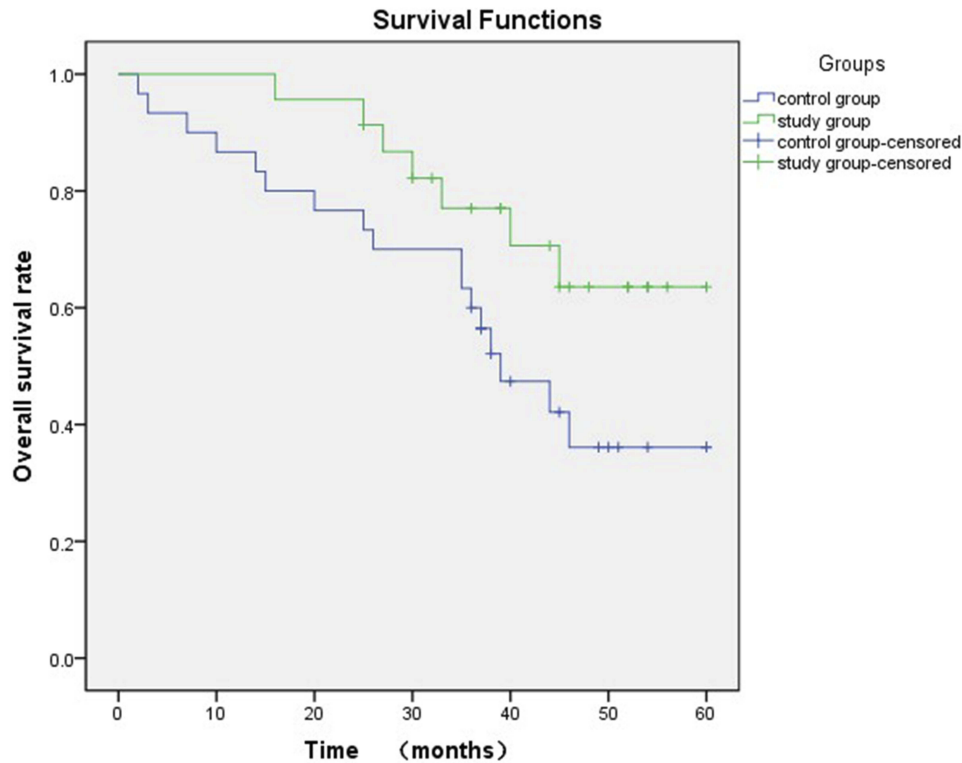 Survival Functions
Groups
control group
study group
control group-censored
study group-censored
Overall survival rate
1.0
0.8
0.6
0.4
0.2
0.0
0 10 20 30 40 50 60
Time （months）